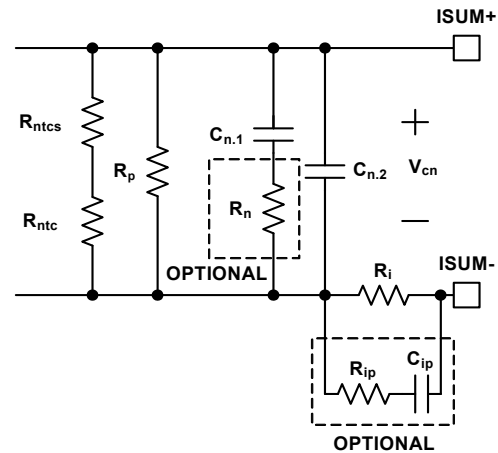 ISUM+
Rntcs
Cn.1
Rp
Cn.2
+
Vcn
Rntc
Rn
−
OPTIONAL
Ri
ISUM-
Rip
Cip
OPTIONAL